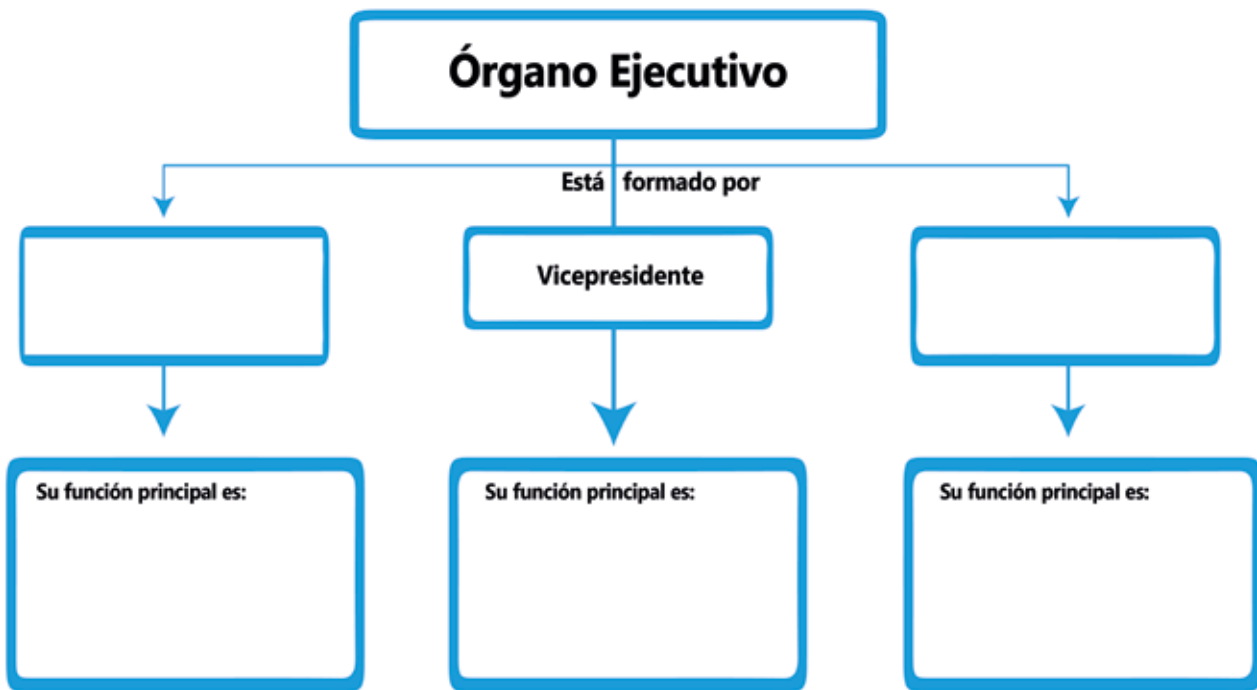 Órgano Ejecutivo
Está formado por
Vicepresidente
Su función principal es:
Su función principal es:
Su función principal es: